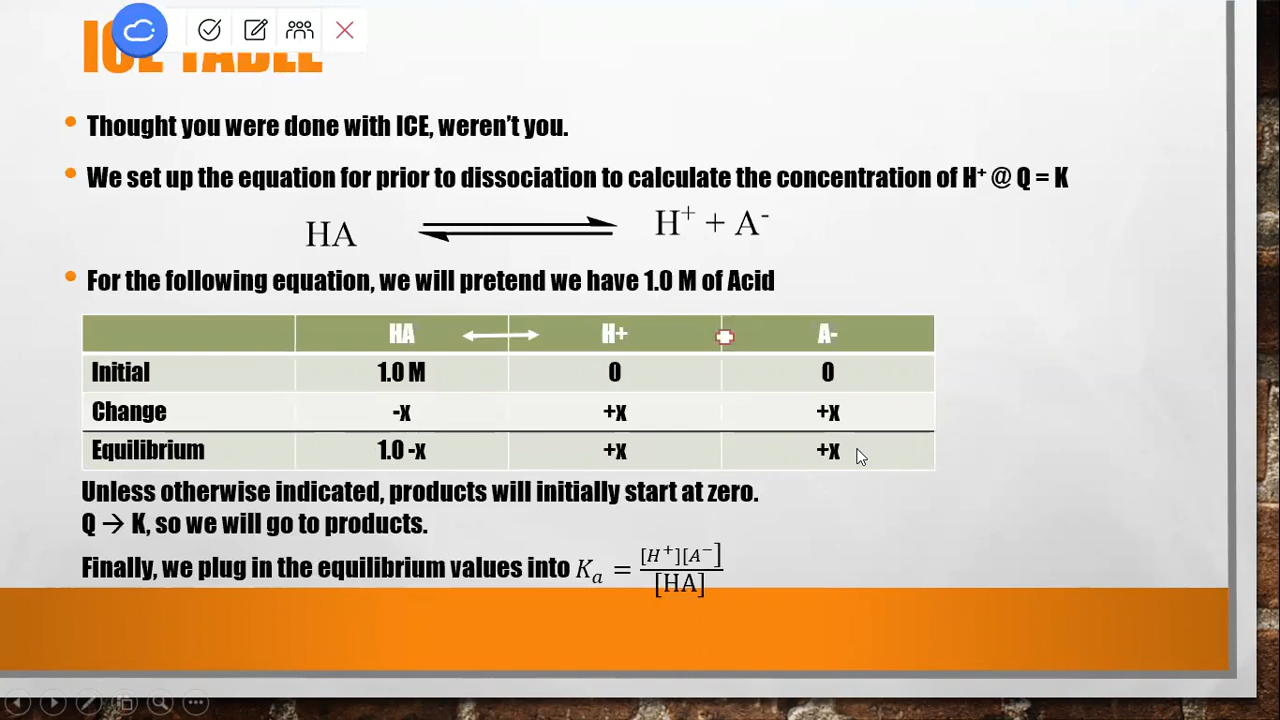 ICE TABLE
Thought you were done with ICE, weren't you.
We set up the equation for prior to dissociation to calculate the concentration of H⁺ @ Q = K
HA ⇌ H⁺ + A⁻
For the following equation, we will pretend we have 1.0 M of Acid
HA ↔ H+ + A-
Initial 1.0 M 0 0
Change -x +x +x
Equilibrium 1.0 -x +x +x
Unless otherwise indicated, products will initially start at zero.
Q → K, so we will go to products.
Finally, we plug in the equilibrium values into Kₐ = [H⁺][A⁻] / [HA]